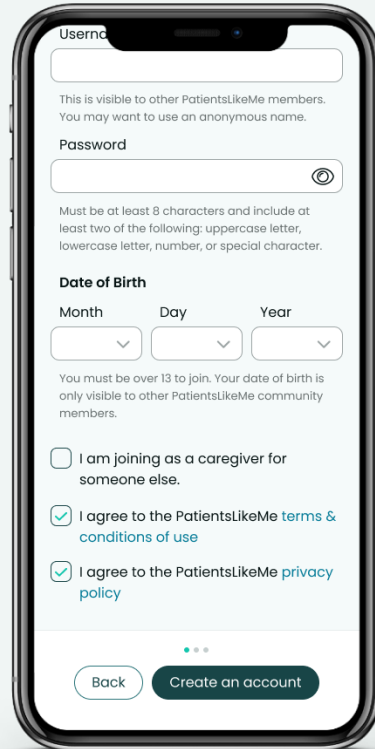 Userna
This is visible to other PatientsLikeMe members.
You may want to use an anonymous name.
Password
Must be at least 8 characters and include at
least two of the following: uppercase letter,
lowercase letter, number, or special character.
Date of Birth
Month Day Year
You must be over 13 to join. Your date of birth is
only visible to other PatientsLikeMe community
members.
I am joining as a caregiver for
someone else.
I agree to the PatientsLikeMe terms &
conditions of use
I agree to the PatientsLikeMe privacy
policy
Back Create an account